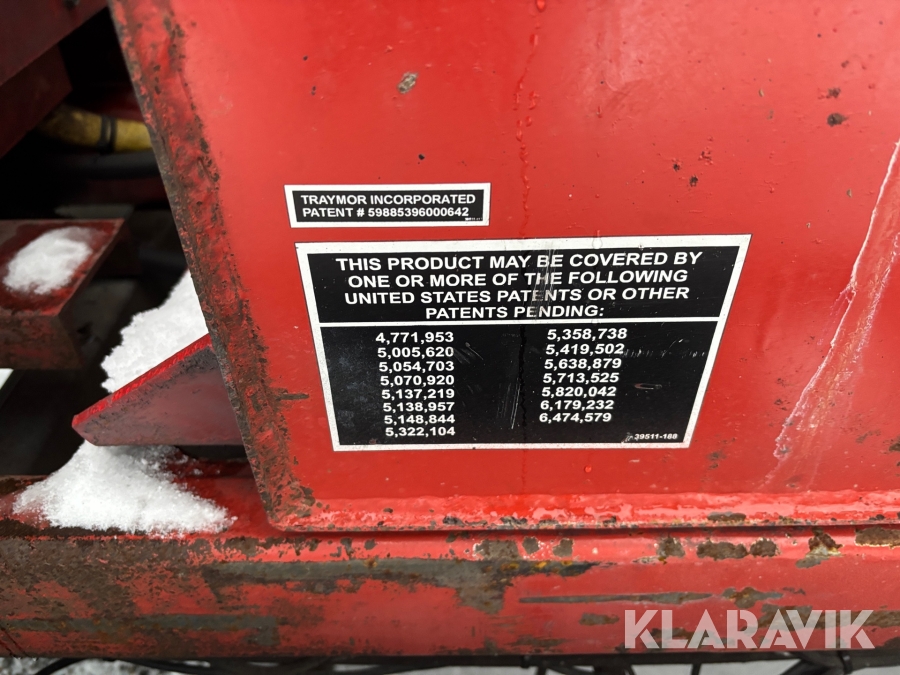 TRAYMOR INCORPORATED
PATENT # 59885396000642
THIS PRODUCT MAY BE COVERED BY
ONE OR MORE OF THE FOLLOWING
UNITED STATES PATENTS OR OTHER
PATENTS PENDING:
4,771,953
5,005,620
5,054,703
5,070,920
5,137,219
5,138,957
5,148,844
5,322,104
5,358,738
5,419,502
5,638,879
5,713,525
5,820,042
6,179,232
6,474,579
39511-188
KLARAVIK